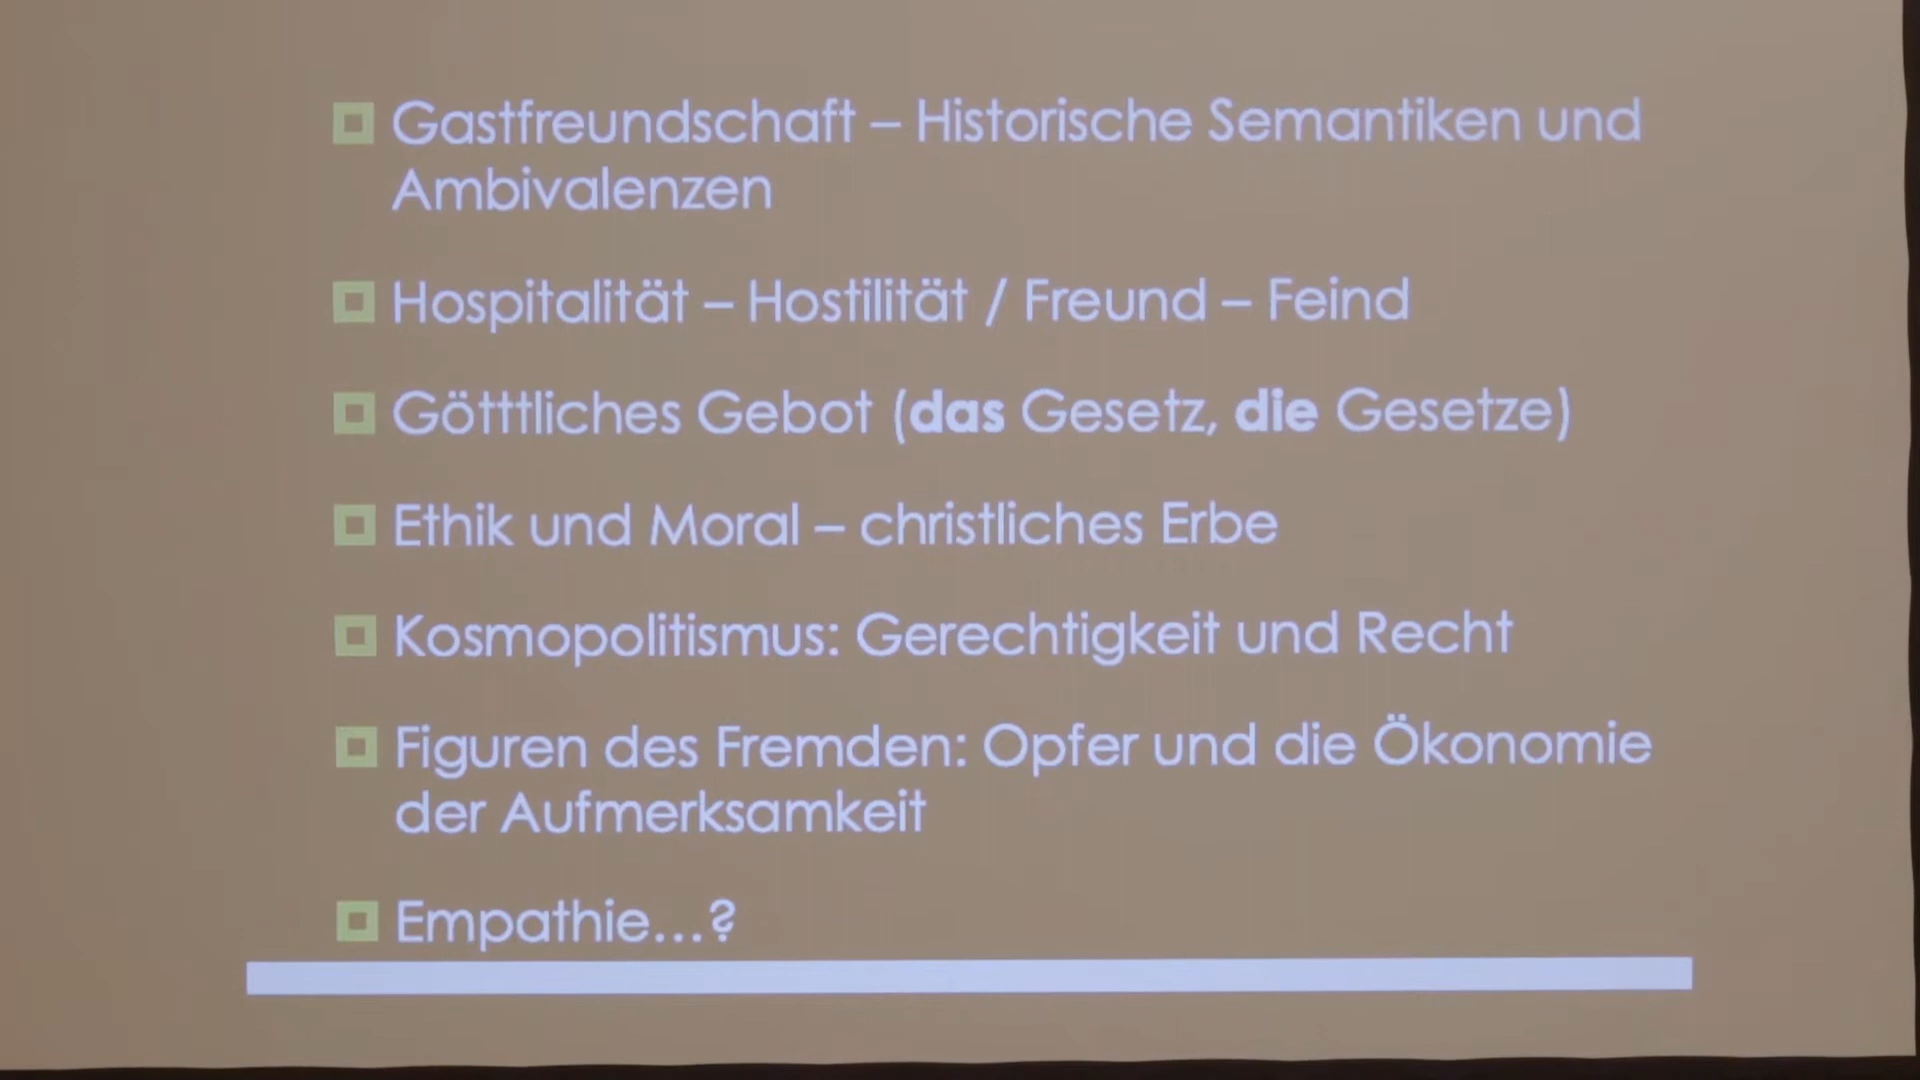 Gastfreundschaft – Historische Semantiken und
Ambivalenzen
Hospitalität – Hostilität / Freund – Feind
Götttliches Gebot (das Gesetz, die Gesetze)
Ethik und Moral – christliches Erbe
Kosmopolitismus: Gerechtigkeit und Recht
Figuren des Fremden: Opfer und die Ökonomie
der Aufmerksamkeit
Empathie…?